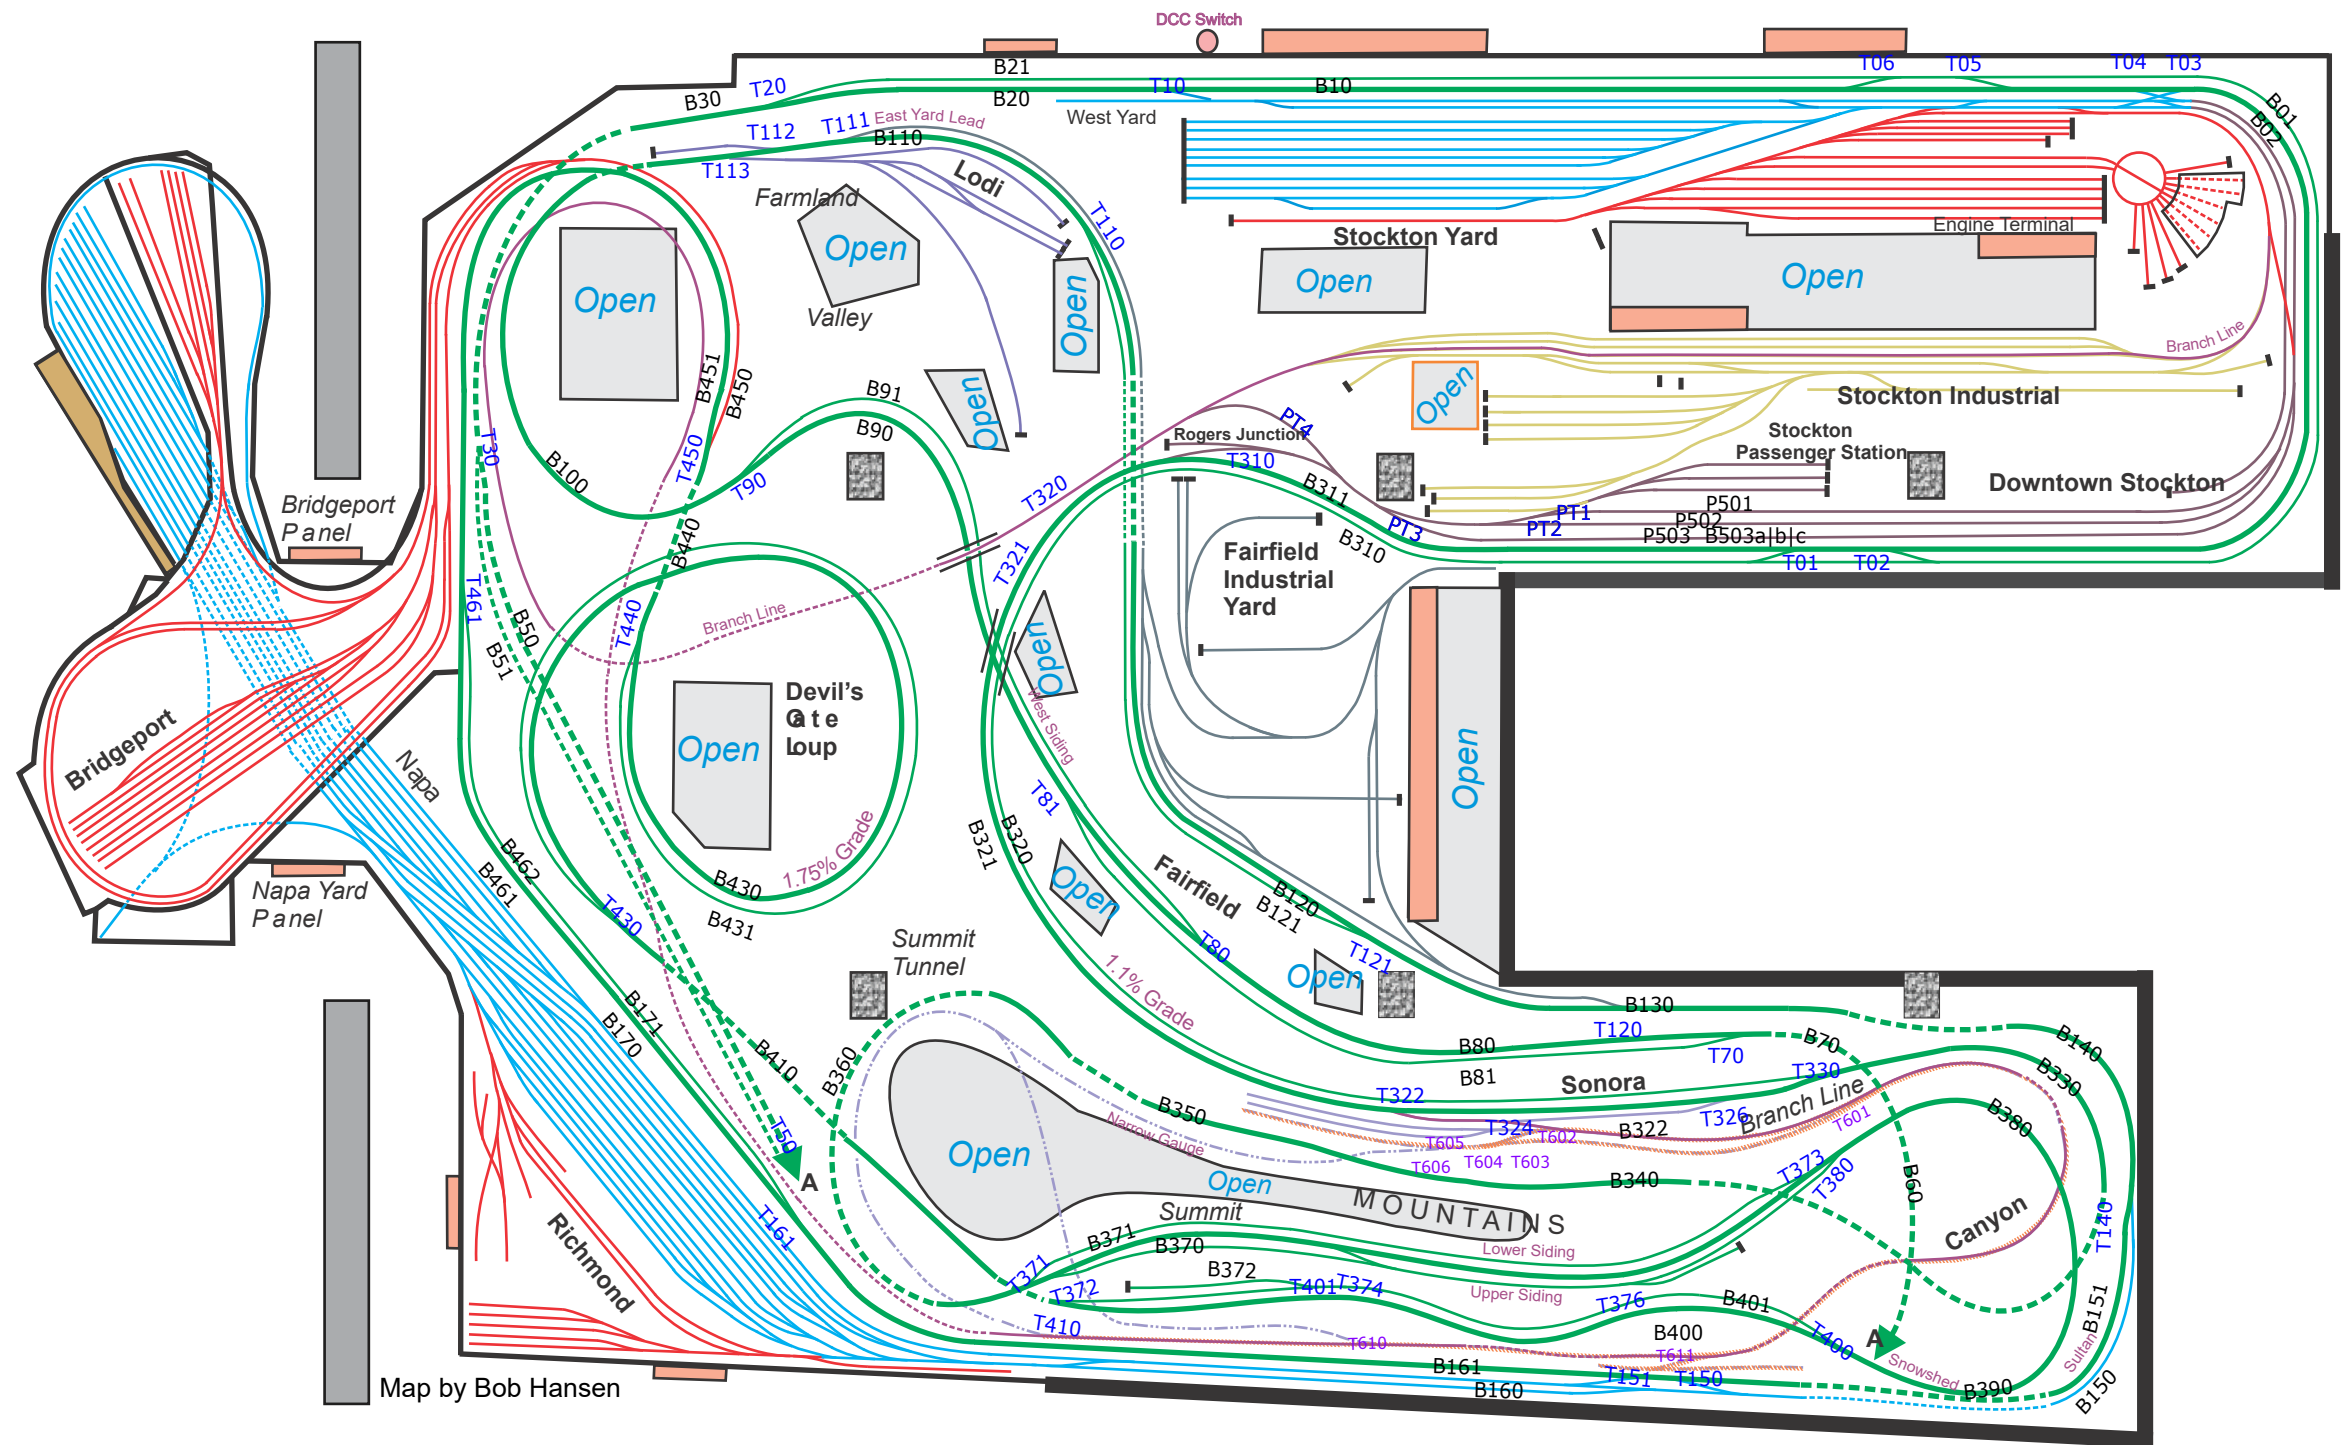 DCC Switch
B21
B30
T20
T10
B10
T06
T05
T04
T03
B20
West Yard
B01
B02
T112
T111
East Yard Lead
B110
T113
Lodi
Farmland
Open
Valley
T110
Open
Open
Stockton Yard
Open
Engine Terminal
Open
Branch Line
Open
B451
B450
B91
B90
Open
Stockton Industrial
PT4
Rogers Junction
T310
Stockton
Passenger Station
Downtown Stockton
T30
T450
T90
B100
T320
B311
P501
P502
P503
B503a|b|c
PT1
PT2
PT3
B310
T01
T02
Bridgeport
Panel
B440
T321
Fairfield
Industrial
Yard
T461
B50
B51
T440
Branch Line
Open
West Siding
Devil's
Gate
Loup
Open
Bridgeport
Napa
T81
Open
B321
B320
1.75% Grade
B462
B461
B430
B431
T430
Napa Yard
Panel
Open
Fairfield
B120
B121
T121
T80
Open
Summit
Tunnel
1.1% Grade
B171
B170
B410
B360
B130
T120
B80
T70
B70
B81
B140
B330
T330
Sonora
T322
Branch Line
T326
T324
B322
T601
T605
T602
T606
T604
T603
B380
B350
Narrow Gauge
T50
A
Open
Open
MOUNTAINS
Summit
B340
T373
T380
B60
Canyon
T140
T161
Richmond
B371
B370
Lower Siding
T371
T372
B372
T401
T374
Upper Siding
T376
B401
B151
T410
T610
B400
T611
T400
A
Snowshed
Sultan
B161
B160
T151
T150
B390
B150
Map by Bob Hansen